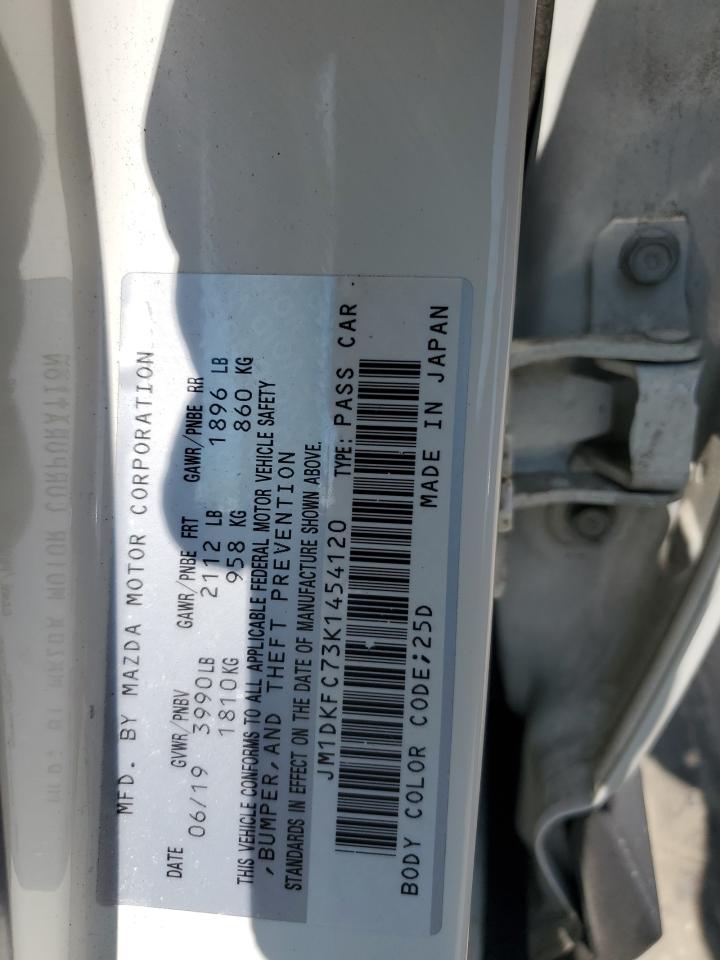 MFD. BY MAZDA MOTOR CORPORATION
DATE GVWR/PNBV GAWR/PNBE FRT GAWR/PNBE RR
06/19 3990LB 2112 LB 1896 LB
1810KG 958 KG 860 KG
THIS VEHICLE CONFORMS TO ALL APPLICABLE FEDERAL MOTOR VEHICLE SAFETY
,BUMPER,AND THEFT PREVENTION
STANDARDS IN EFFECT ON THE DATE OF MANUFACTURE SHOWN ABOVE.
JM1DKFC73K1454120 TYPE: PASS CAR
BODY COLOR CODE;25D MADE IN JAPAN